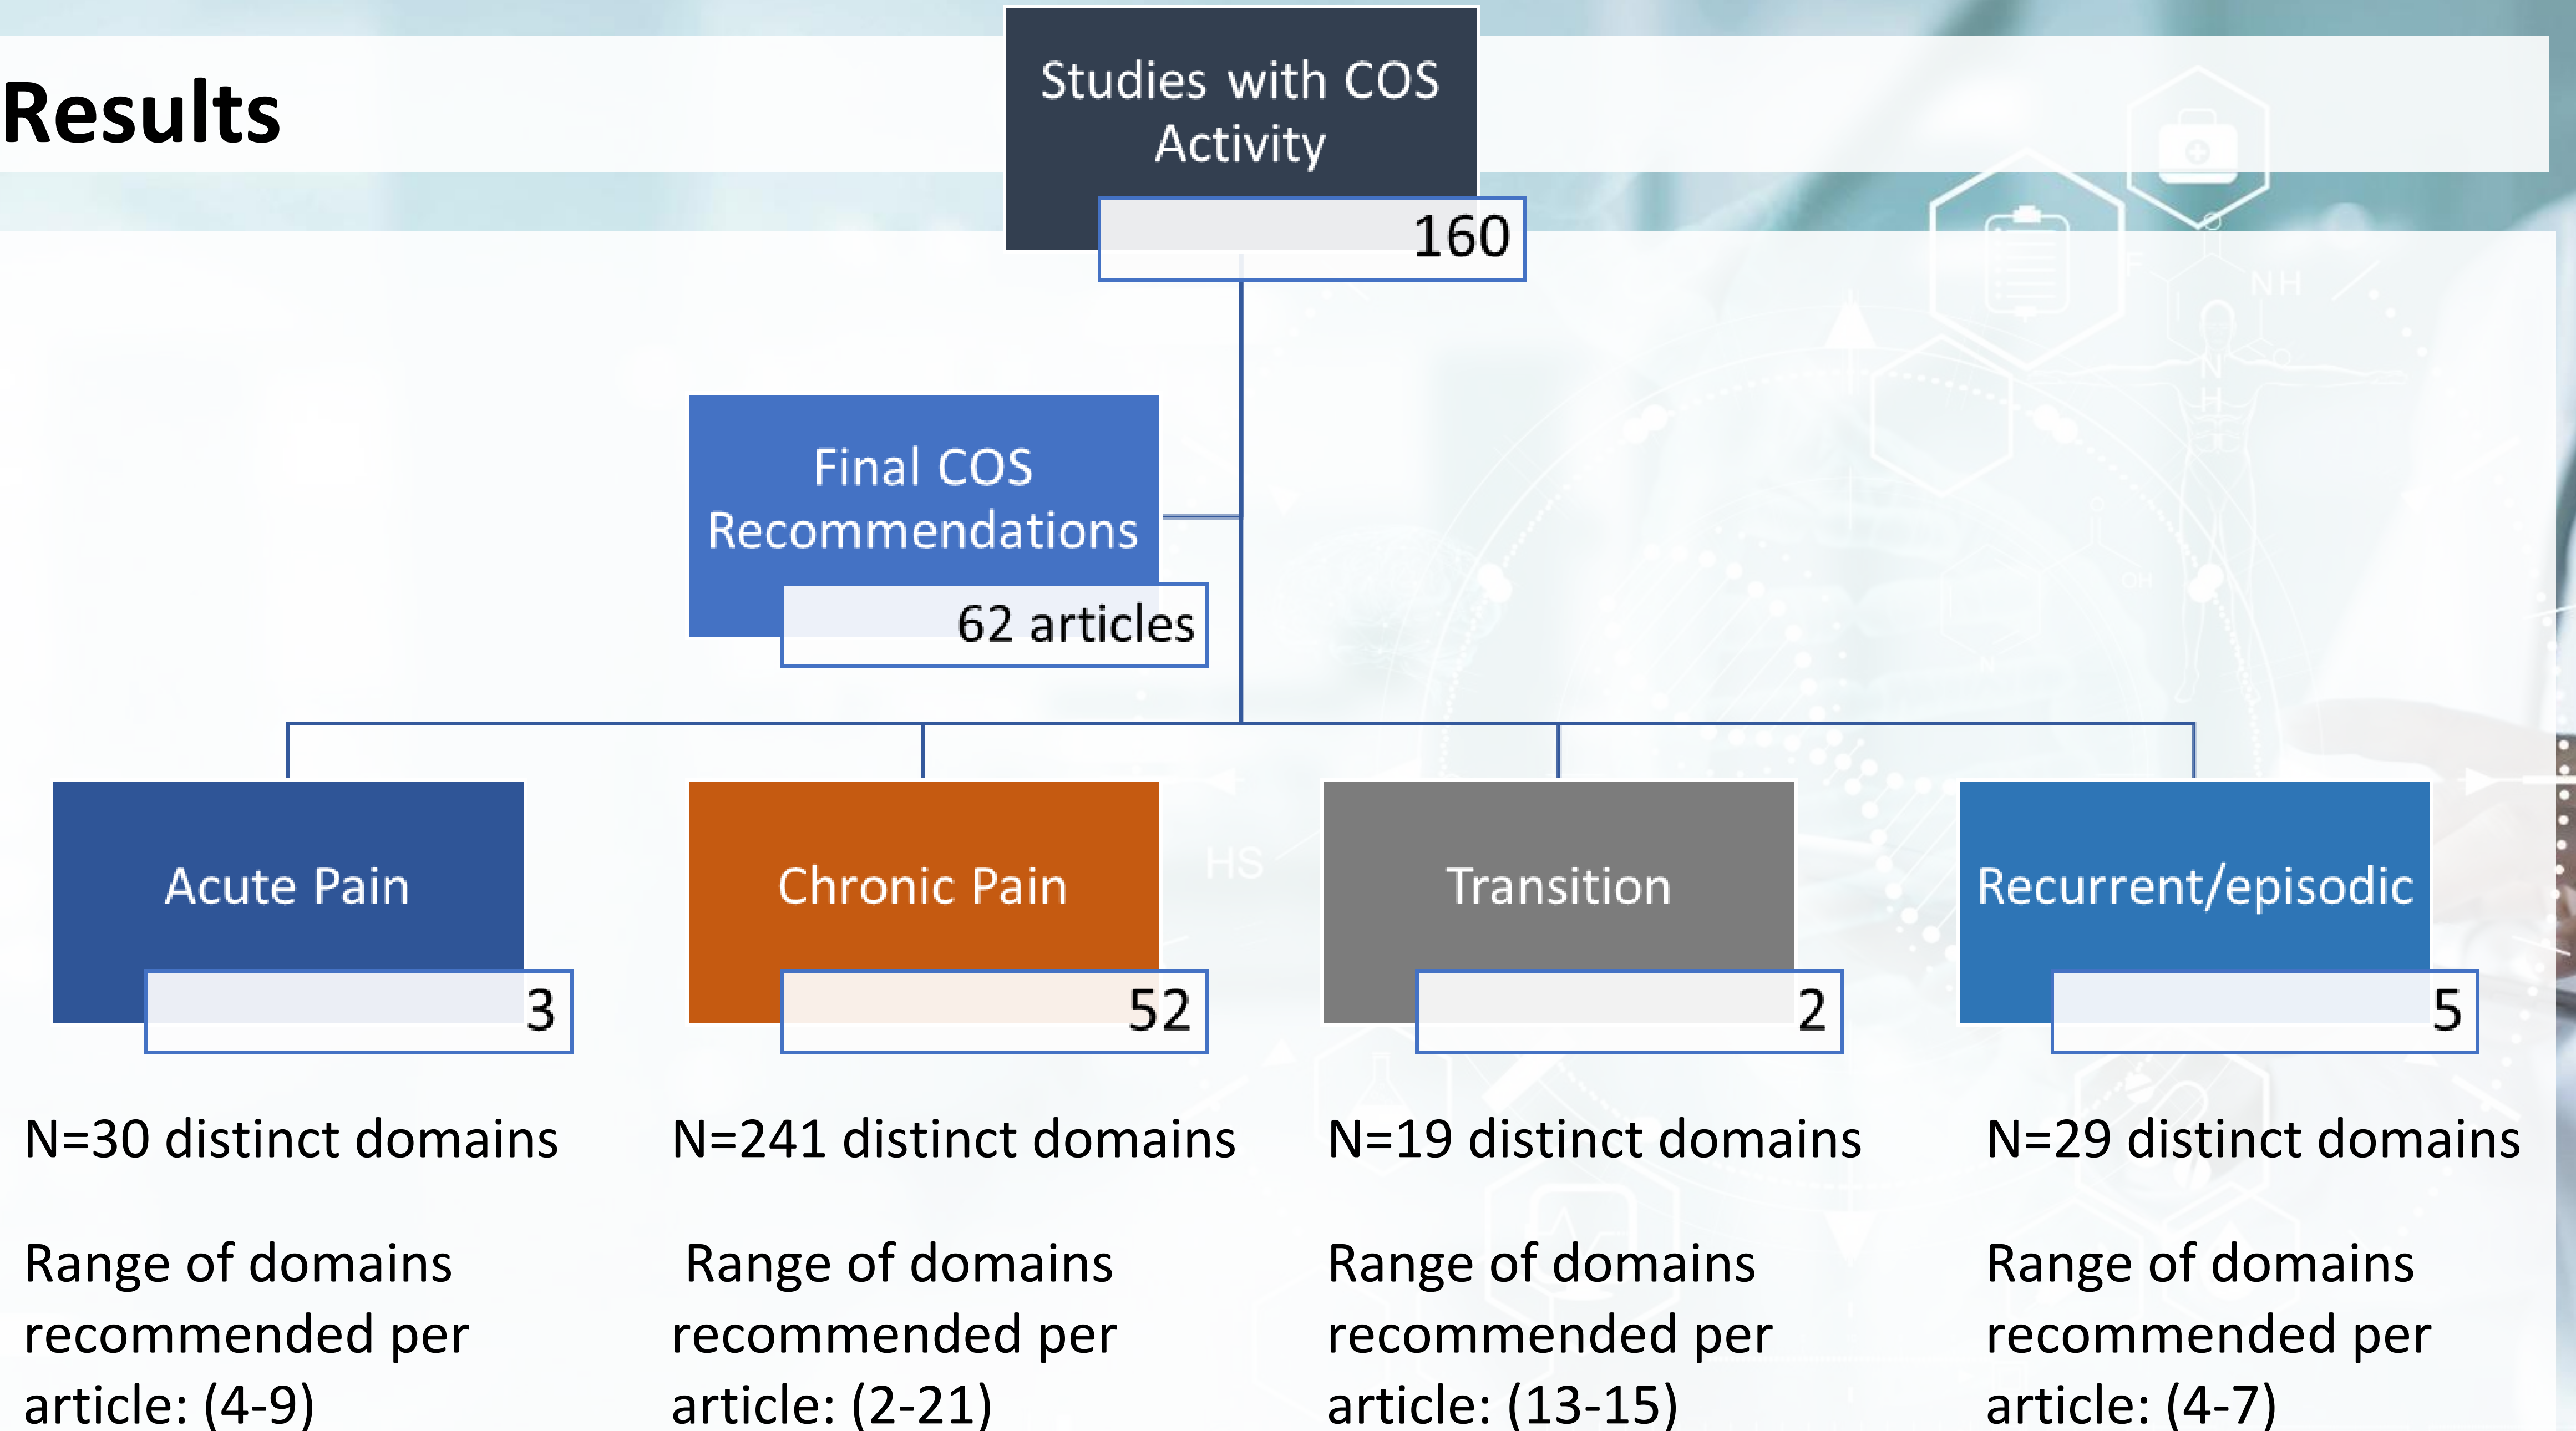 Results
Studies with COS
Activity
160
Final COS
Recommendations
62 articles
Acute Pain
3
Chronic Pain
52
Transition
2
Recurrent/episodic
5
N=30 distinct domains
Range of domains
recommended per
article: (4-9)
N=241 distinct domains
Range of domains
recommended per
article: (2-21)
N=19 distinct domains
Range of domains
recommended per
article: (13-15)
N=29 distinct domains
Range of domains
recommended per
article: (4-7)
HS
NH
OH
N
H
O